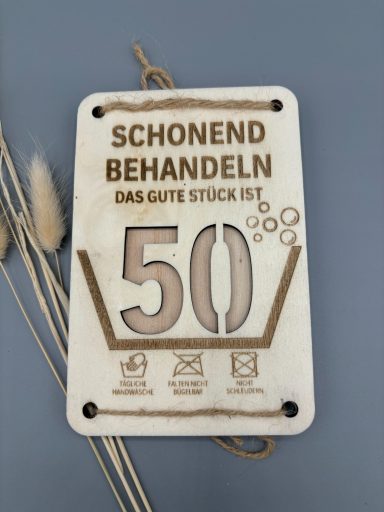 SCHONEND
BEHANDELN
DAS GUTE STÜCK IST
50
TÄGLICHE FALTEN NICHT NICHT
HANDWÄSCHE BÜGELBAR SCHLEUDERN